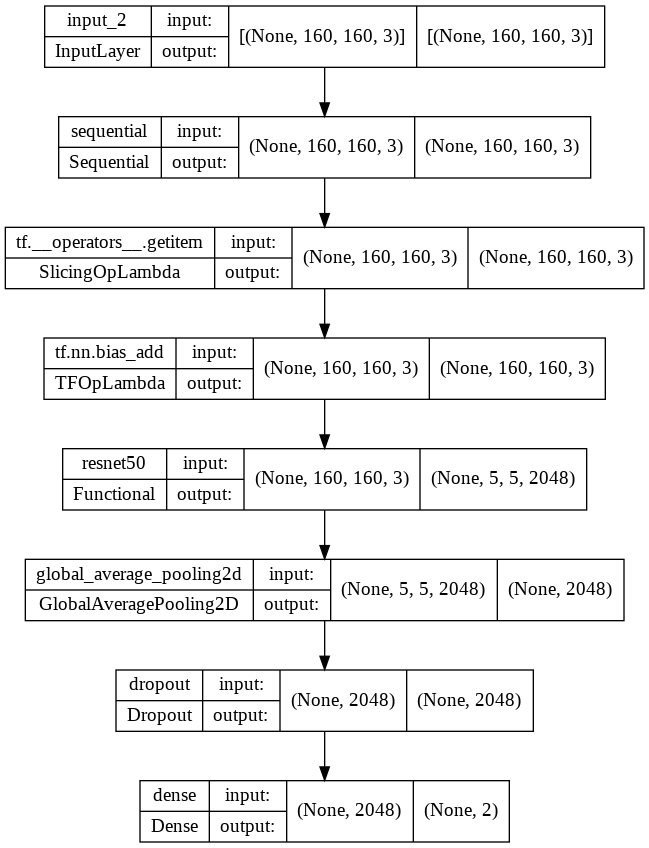 input_2 input: [(None, 160, 160, 3)] [(None, 160, 160, 3)]
InputLayer output:
sequential input: (None, 160, 160, 3) (None, 160, 160, 3)
Sequential output:
tf.__operators__.getitem input: (None, 160, 160, 3) (None, 160, 160, 3)
SlicingOpLambda output:
tf.nn.bias_add input: (None, 160, 160, 3) (None, 160, 160, 3)
TFOpLambda output:
resnet50 input: (None, 160, 160, 3) (None, 5, 5, 2048)
Functional output:
global_average_pooling2d input: (None, 5, 5, 2048) (None, 2048)
GlobalAveragePooling2D output:
dropout input: (None, 2048) (None, 2048)
Dropout output:
dense input: (None, 2048) (None, 2)
Dense output: